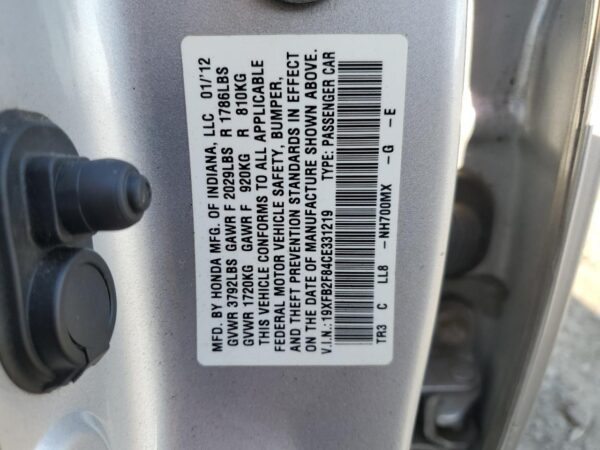 MFD. BY HONDA MFG. OF INDIANA, LLC 01/'12
GVWR 3792LBS GAWR F 2029LBS R 1786LBS
GVWR 1720KG GAWR F 920KG R 810KG
THIS VEHICLE CONFORMS TO ALL APPLICABLE
FEDERAL MOTOR VEHICLE SAFETY, BUMPER,
AND THEFT PREVENTION STANDARDS IN EFFECT
ON THE DATE OF MANUFACTURE SHOWN ABOVE.
V.I.N.:19XFB2F84CE331219 TYPE: PASSENGER CAR
TR3 C LL8 -NH700MX -G -E